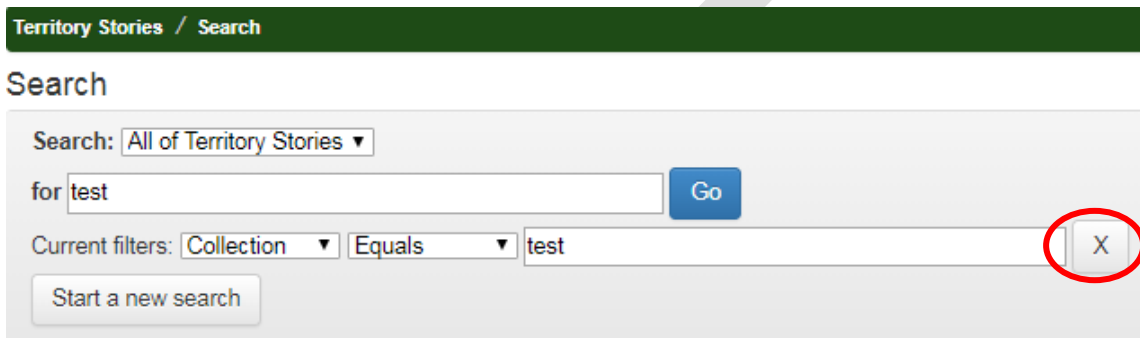 Territory Stories / Search
Search
Search: All of Territory Stories ▼
for test Go
Current filters: Collection ▼ Equals ▼ test X
Start a new search